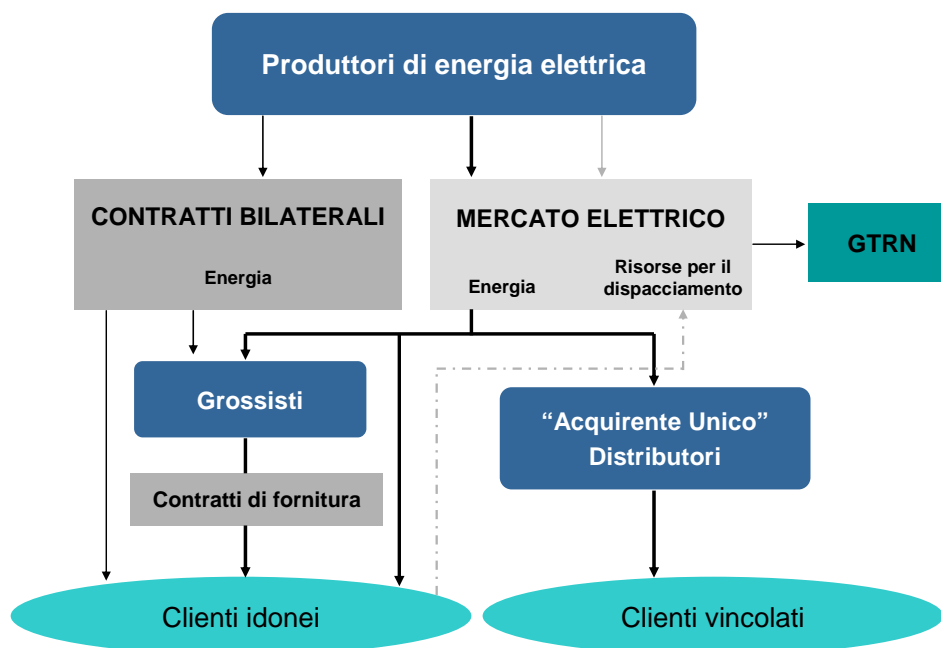 Produttori di energia elettrica
CONTRATTI BILATERALI
Energia
MERCATO ELETTRICO
Energia
Risorse per il
dispacciamento
GTRN
Grossisti
“Acquirente Unico”
Distributori
Contratti di fornitura
Clienti idonei
Clienti vincolati